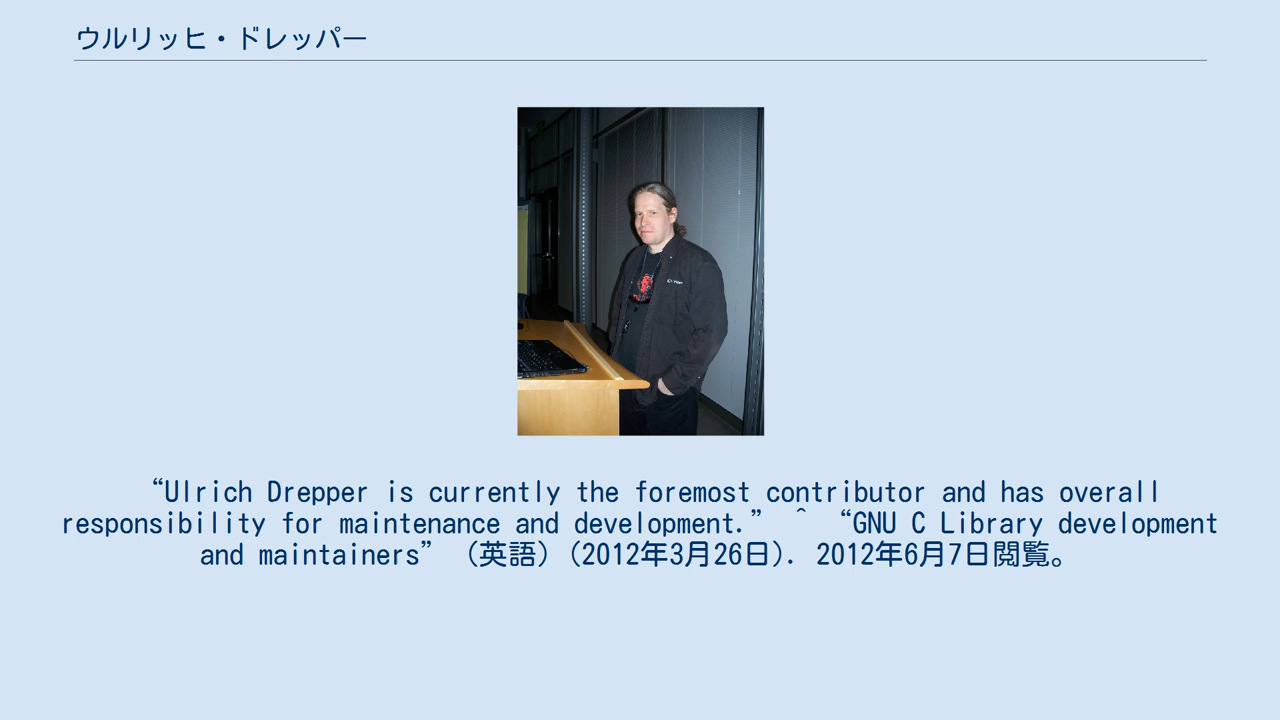 ウルリッヒ・ドレッパー
“Ulrich Drepper is currently the foremost contributor and has overall
responsibility for maintenance and development.” ^ “GNU C Library development
and maintainers” （英語） (2012年3月26日). 2012年6月7日閲覧。